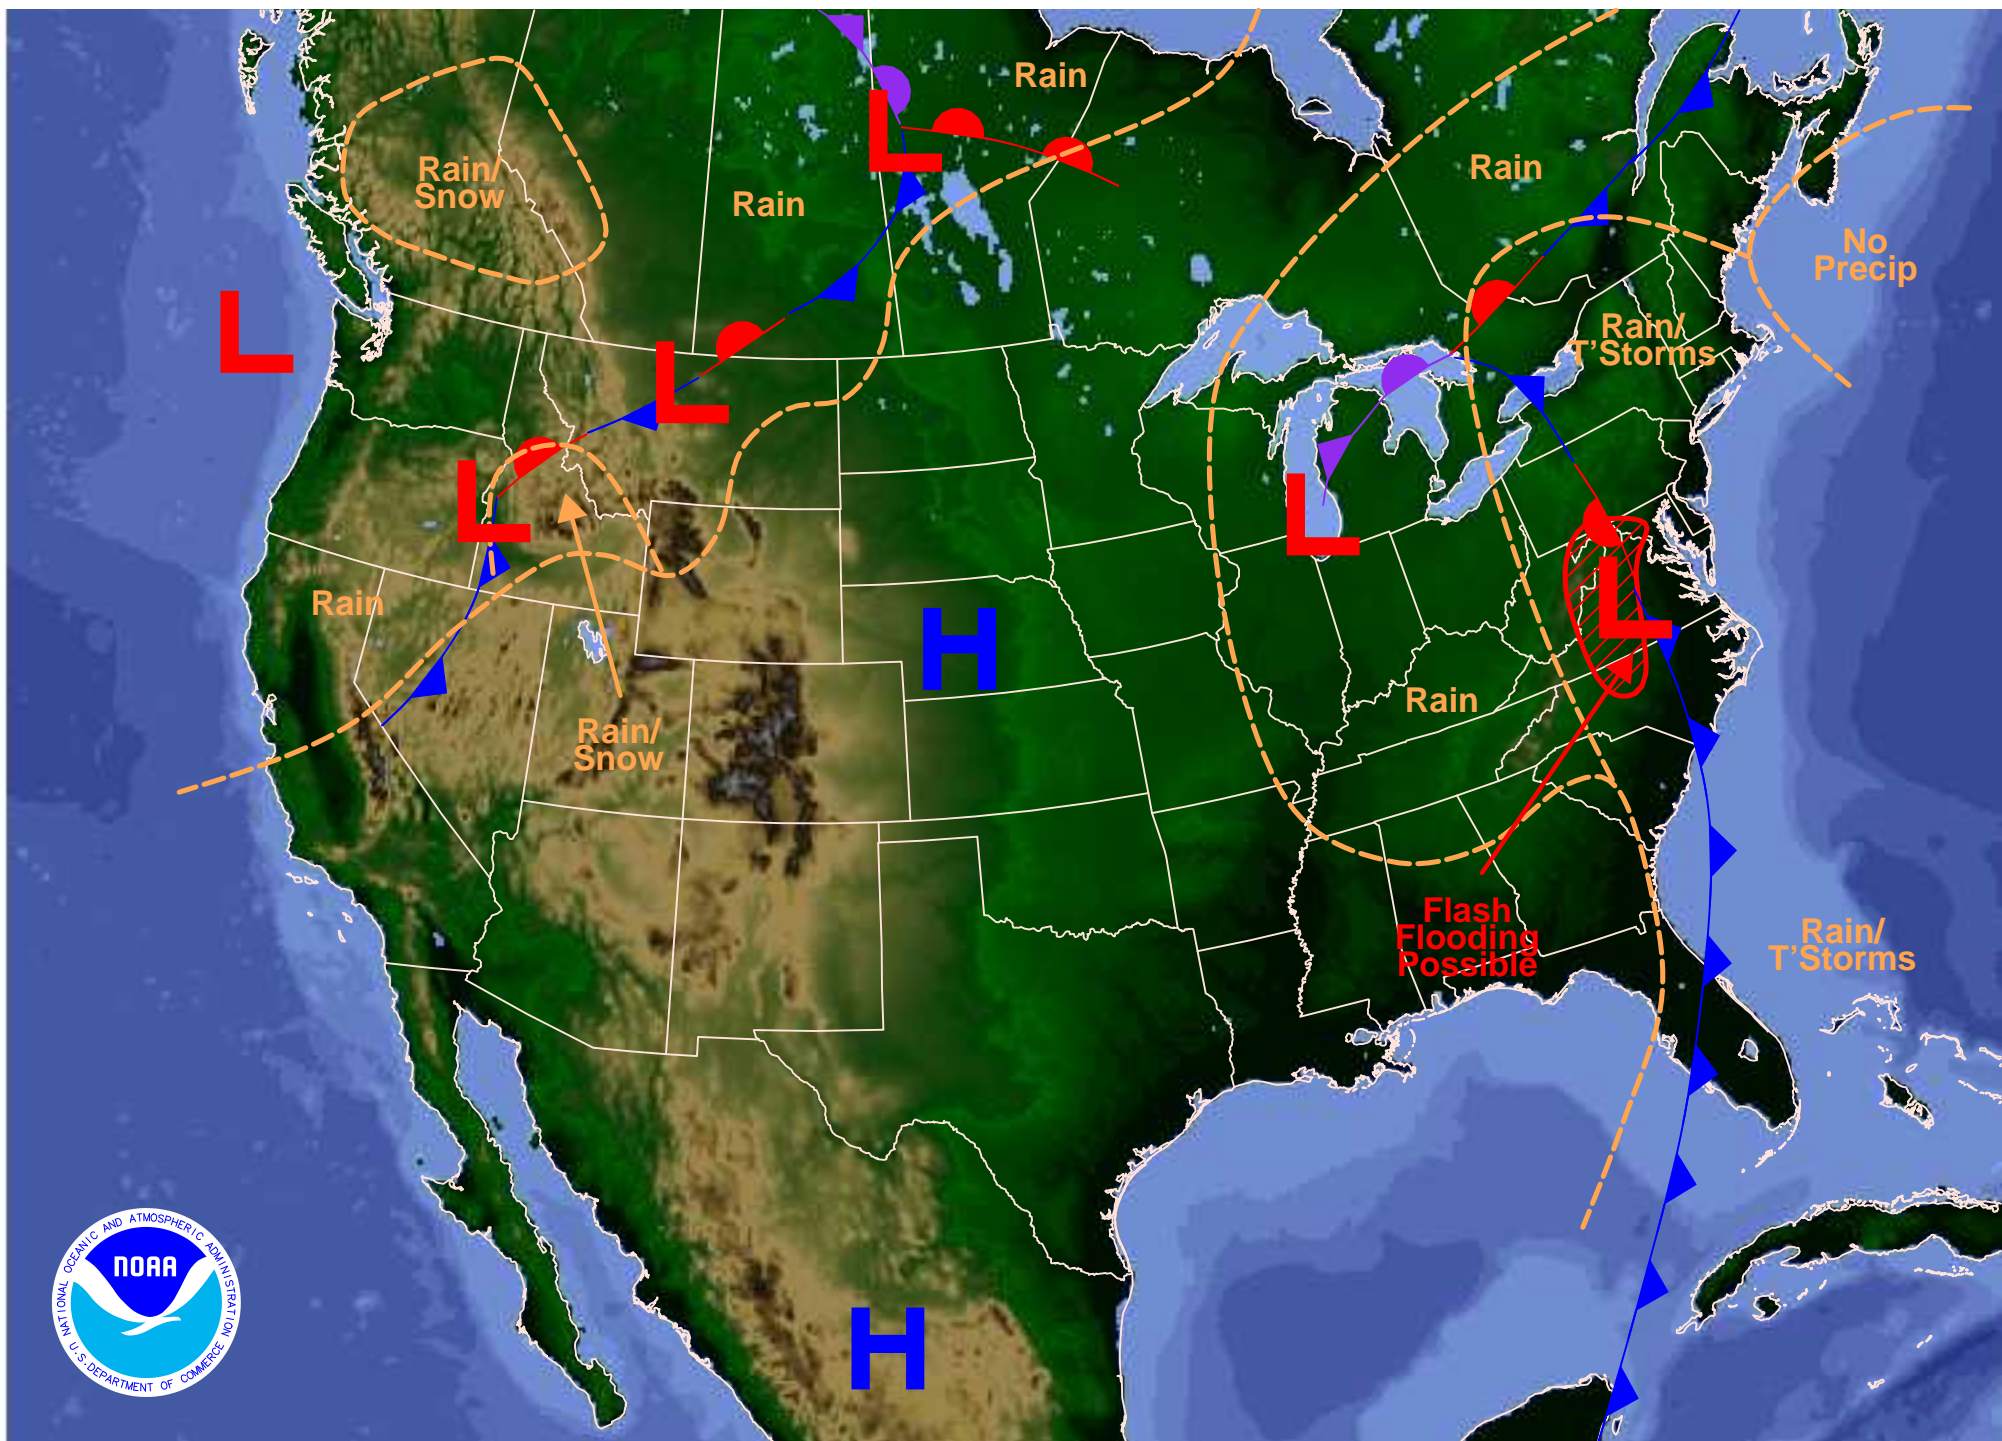 Rain
Rain/
Snow
Rain
Rain
No
Precip
Rain/
T'Storms
Rain
Rain
Rain/
Snow
Flash
Flooding
Possible
Rain/
T'Storms
L
L
L
L
L
L
H
H
NATIONAL OCEANIC AND ATMOSPHERIC ADMINISTRATION
NOAA
U.S. DEPARTMENT OF COMMERCE